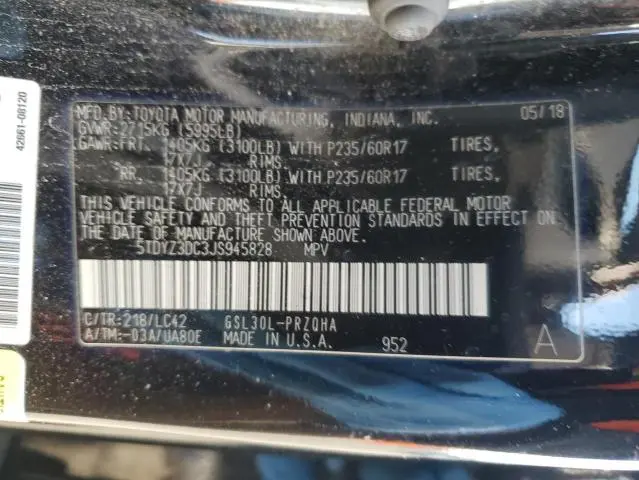 MFD.BY:TOYOTA MOTOR MANUFACTURING, INDIANA, INC. 05/18
GVWR:2715KG (5995LB)
GAWR:FRT. 1405KG (3100LB) WITH P235/60R17 TIRES,
17X7J RIMS
RR. 1405KG (3100LB) WITH P235/60R17 TIRES,
17X7J RIMS
THIS VEHICLE CONFORMS TO ALL APPLICABLE FEDERAL MOTOR
VEHICLE SAFETY AND THEFT PREVENTION STANDARDS IN EFFECT ON
THE DATE OF MANUFACTURE SHOWN ABOVE.
5TDYZ3DC3JS945828 MPV
C/TR:218/LC42 GSL30L-PRZQHA
A/TM:-03A/UA80E MADE IN U.S.A. 952 A
42661-08120